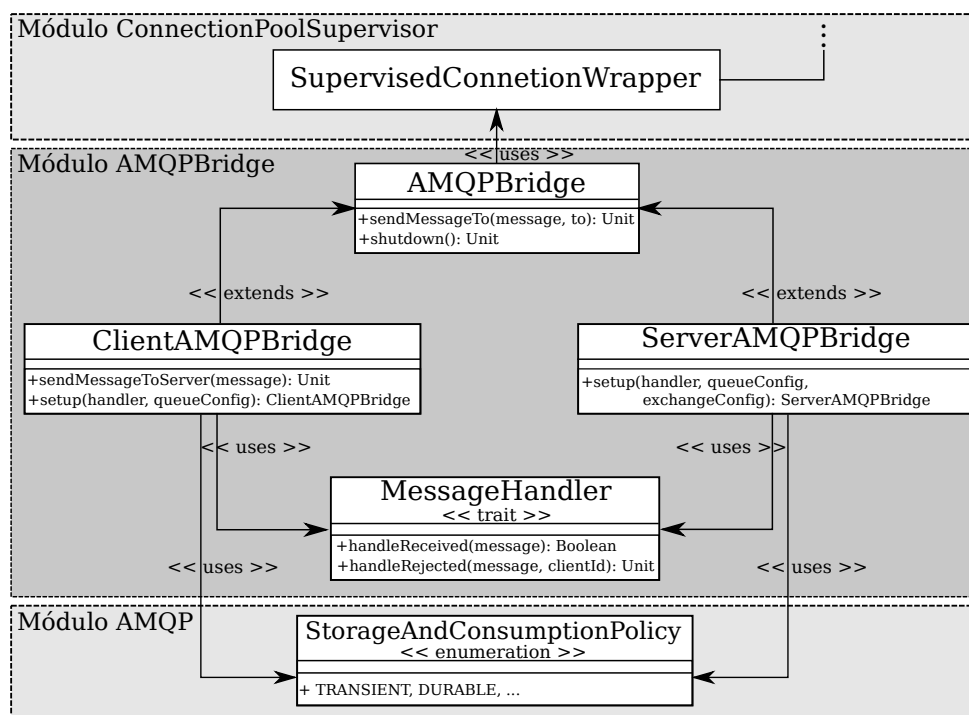 Módulo ConnectionPoolSupervisor
SupervisedConnetionWrapper
<< uses >>
Módulo AMQPBridge
AMQPBridge
+sendMessageTo(message, to): Unit
+shutdown(): Unit
<< extends >>
<< extends >>
ClientAMQPBridge
+sendMessageToServer(message): Unit
+setup(handler, queueConfig): ClientAMQPBridge
ServerAMQPBridge
+setup(handler, queueConfig,
exchangeConfig): ServerAMQPBridge
<< uses >>
<< uses >>
MessageHandler
<< trait >>
+handleReceived(message): Boolean
+handleRejected(message, clientId): Unit
<< uses >>
<< uses >>
Módulo AMQP
StorageAndConsumptionPolicy
<< enumeration >>
+ TRANSIENT, DURABLE, ...